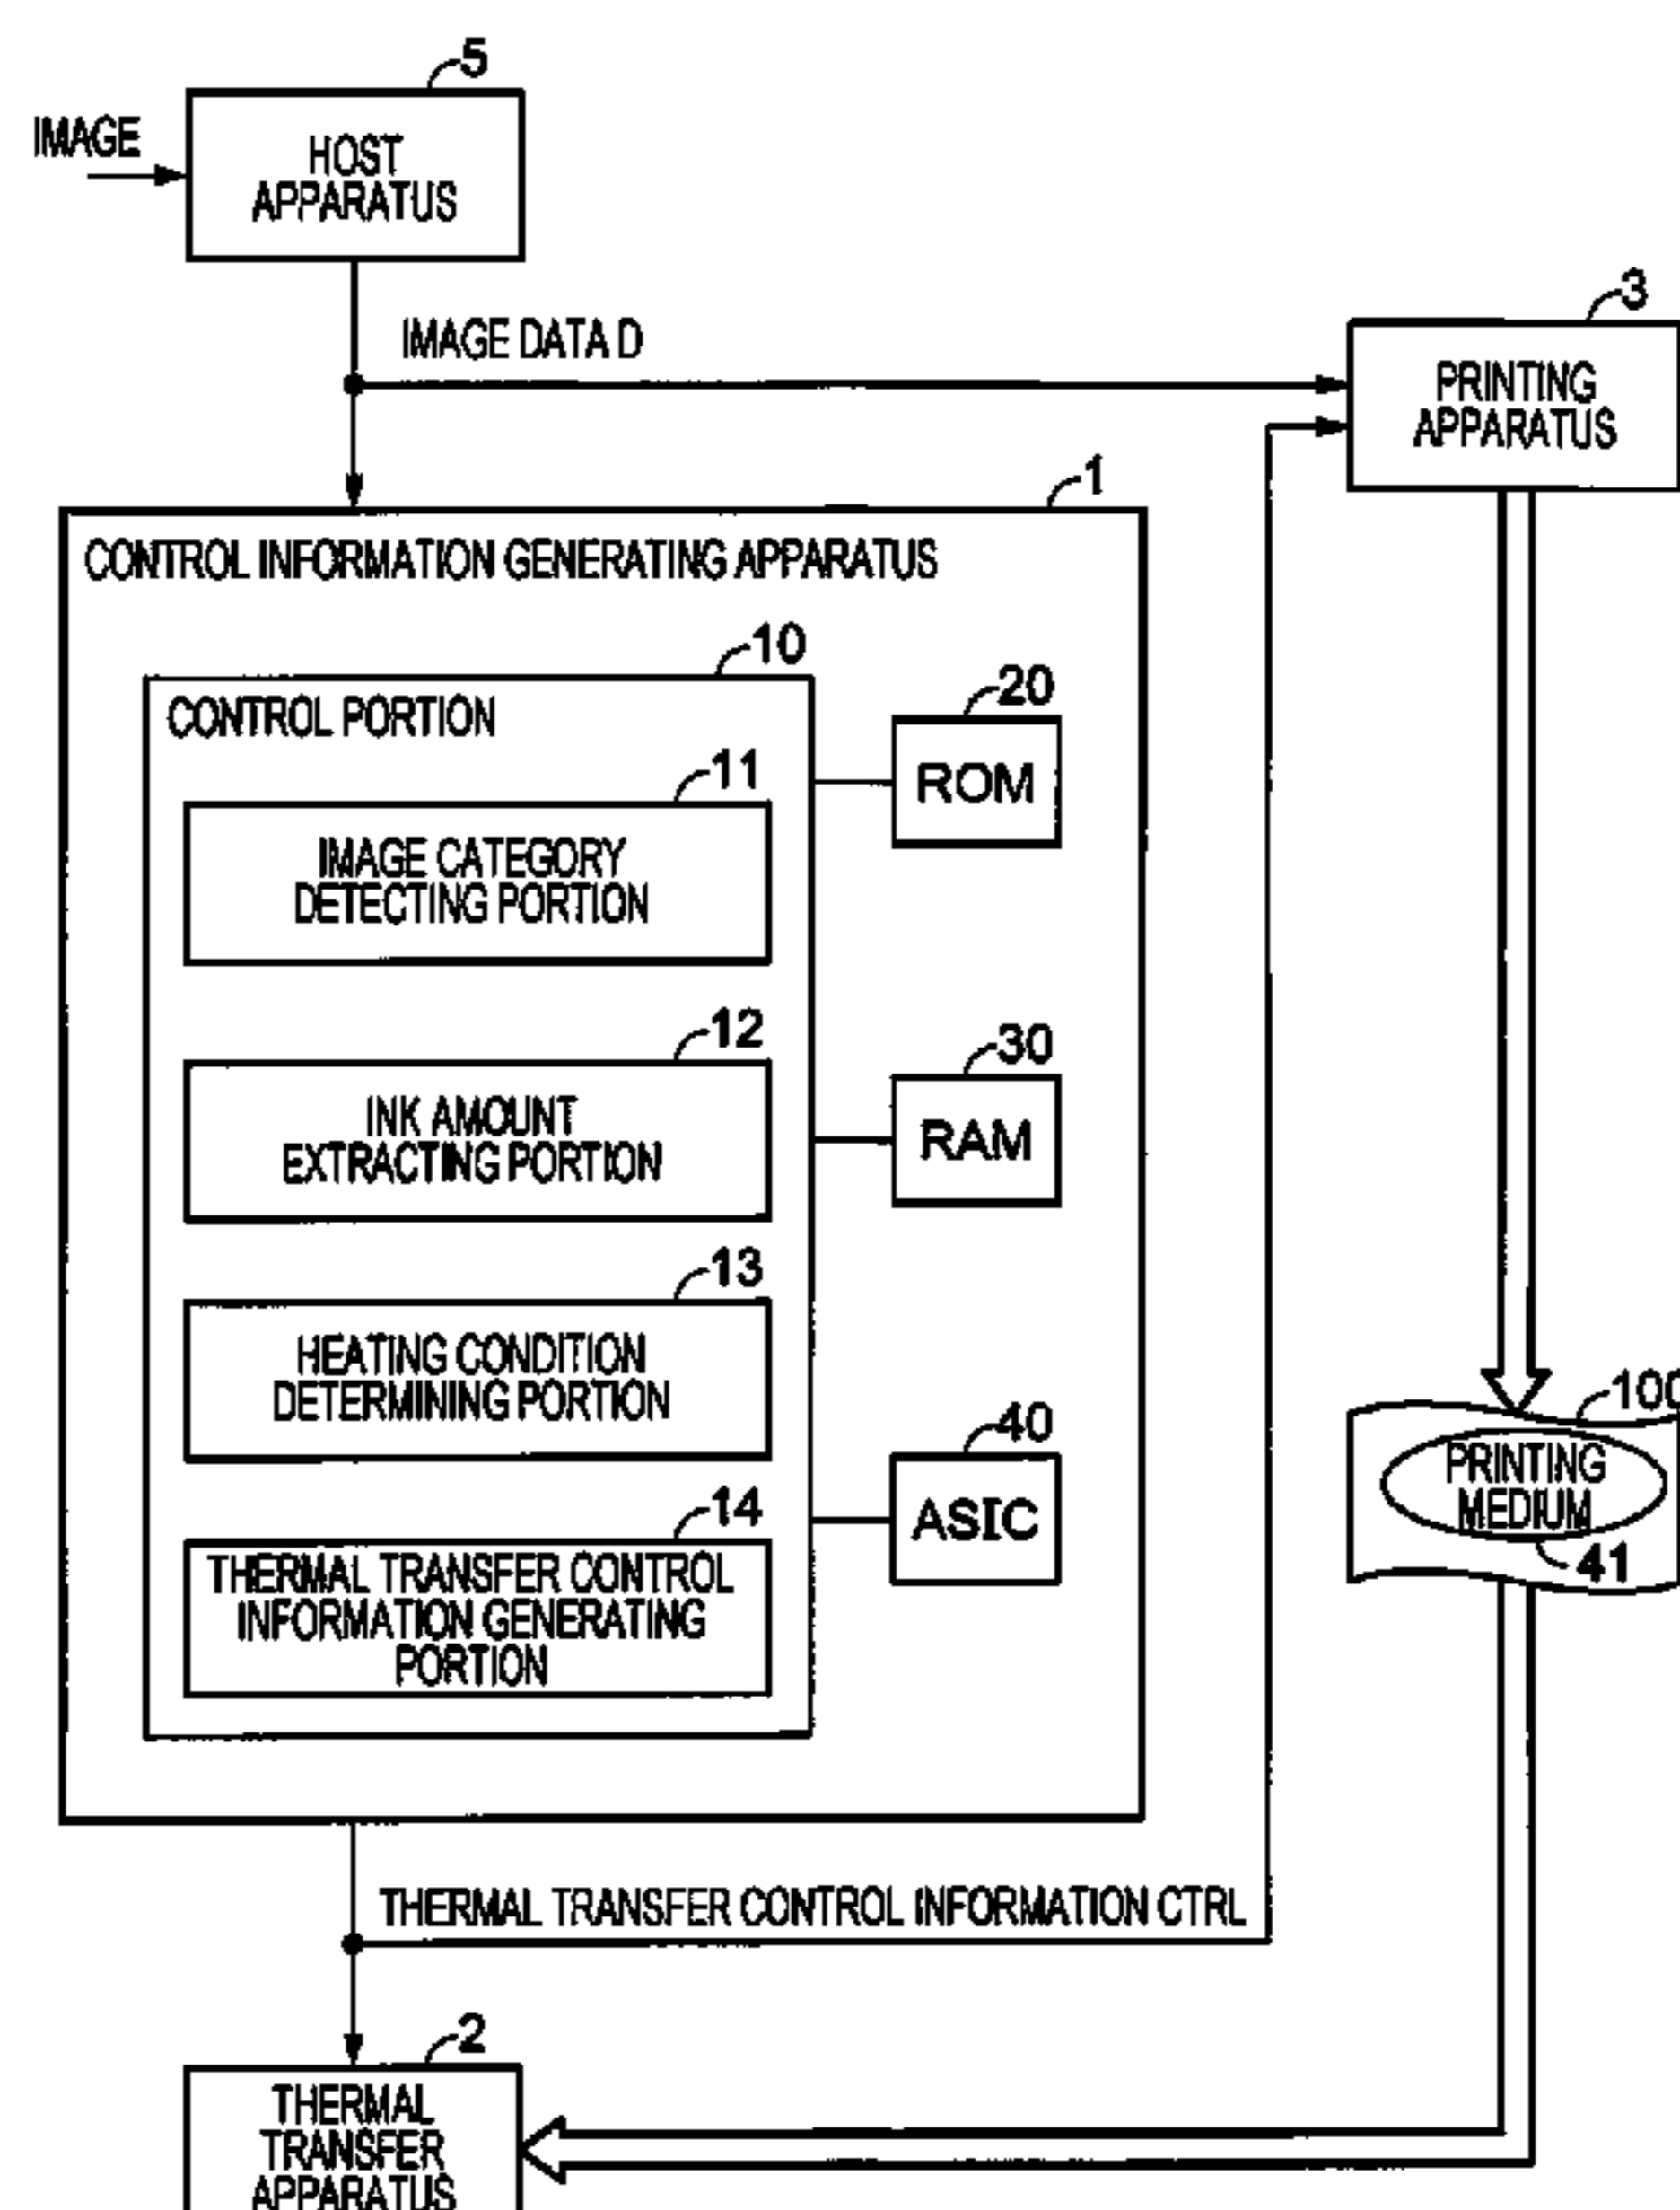 5
IMAGE
HOST
APPARATUS
3
IMAGE DATA D
PRINTING
APPARATUS
1
CONTROL INFORMATION GENERATING APPARATUS
10
CONTROL PORTION
20
ROM
11
IMAGE CATEGORY
DETECTING PORTION
12
INK AMOUNT
EXTRACTING PORTION
30
RAM
13
HEATING CONDITION
DETERMINING PORTION
100
PRINTING
MEDIUM
41
40
ASIC
14
THERMAL TRANSFER CONTROL
INFORMATION GENERATING
PORTION
THERMAL TRANSFER CONTROL INFORMATION CTRL
2
THERMAL
TRANSFER
APPARATUS